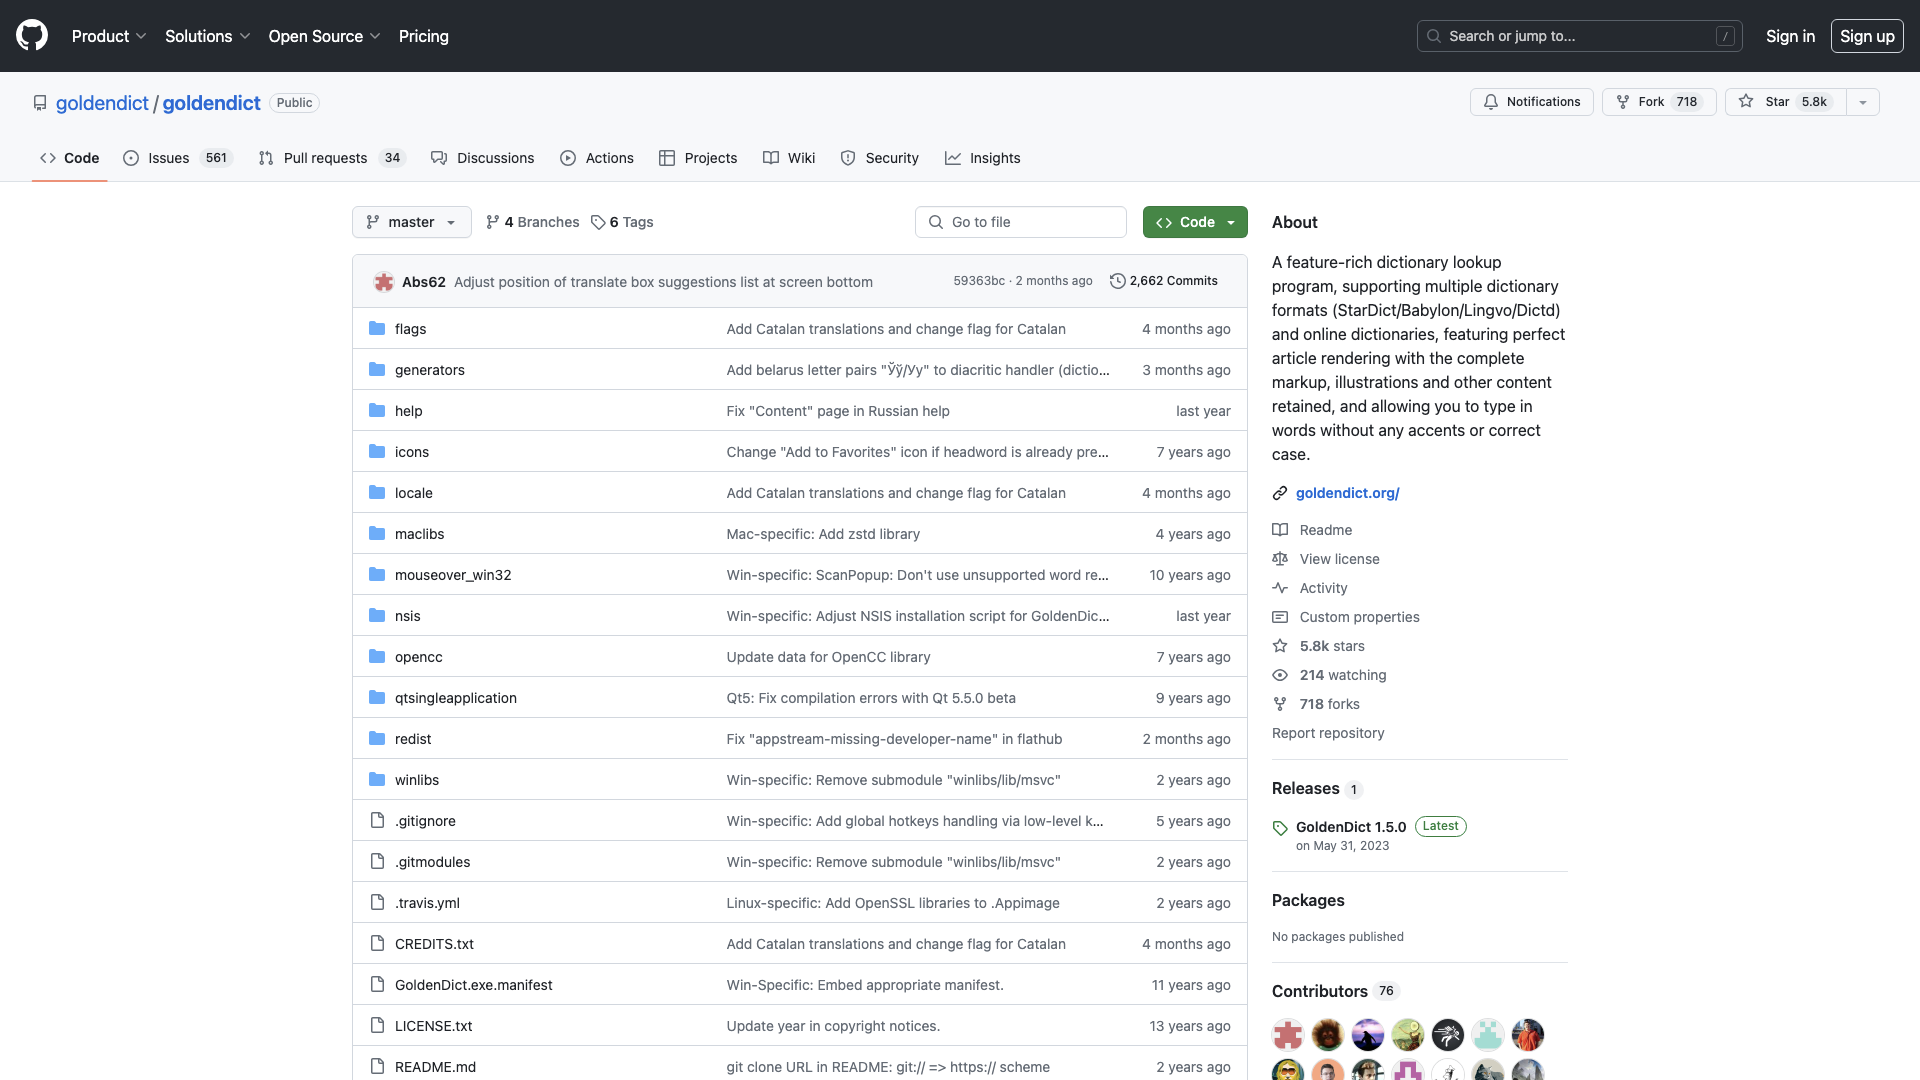 Product Solutions Open Source Pricing Search or jump to... / Sign in Sign up
goldendict / goldendict Public Notifications Fork 718 Star 5.8k
Code Issues 561 Pull requests 34 Discussions Actions Projects Wiki Security Insights
master 4 Branches 6 Tags Go to file Code
Abs62 Adjust position of translate box suggestions list at screen bottom 59363bc · 2 months ago 2,662 Commits
flags Add Catalan translations and change flag for Catalan 4 months ago
generators Add belarus letter pairs "Ўў/Уу" to diacritic handler (dictio... 3 months ago
help Fix "Content" page in Russian help last year
icons Change "Add to Favorites" icon if headword is already pre... 7 years ago
locale Add Catalan translations and change flag for Catalan 4 months ago
maclibs Mac-specific: Add zstd library 4 years ago
mouseover_win32 Win-specific: ScanPopup: Don't use unsupported word re... 10 years ago
nsis Win-specific: Adjust NSIS installation script for GoldenDic... last year
opencc Update data for OpenCC library 7 years ago
qtsingleapplication Qt5: Fix compilation errors with Qt 5.5.0 beta 9 years ago
redist Fix "appstream-missing-developer-name" in flathub 2 months ago
winlibs Win-specific: Remove submodule "winlibs/lib/msvc" 2 years ago
.gitignore Win-specific: Add global hotkeys handling via low-level k... 5 years ago
.gitmodules Win-specific: Remove submodule "winlibs/lib/msvc" 2 years ago
.travis.yml Linux-specific: Add OpenSSL libraries to .Appimage 2 years ago
CREDITS.txt Add Catalan translations and change flag for Catalan 4 months ago
GoldenDict.exe.manifest Win-Specific: Embed appropriate manifest. 11 years ago
LICENSE.txt Update year in copyright notices. 13 years ago
README.md git clone URL in README: git:// => https:// scheme 2 years ago
About
A feature-rich dictionary lookup
program, supporting multiple dictionary
formats (StarDict/Babylon/Lingvo/Dictd)
and online dictionaries, featuring perfect
article rendering with the complete
markup, illustrations and other content
retained, and allowing you to type in
words without any accents or correct
case.
goldendict.org/
Readme
View license
Activity
Custom properties
5.8k stars
214 watching
718 forks
Report repository
Releases 1
GoldenDict 1.5.0 Latest
on May 31, 2023
Packages
No packages published
Contributors 76